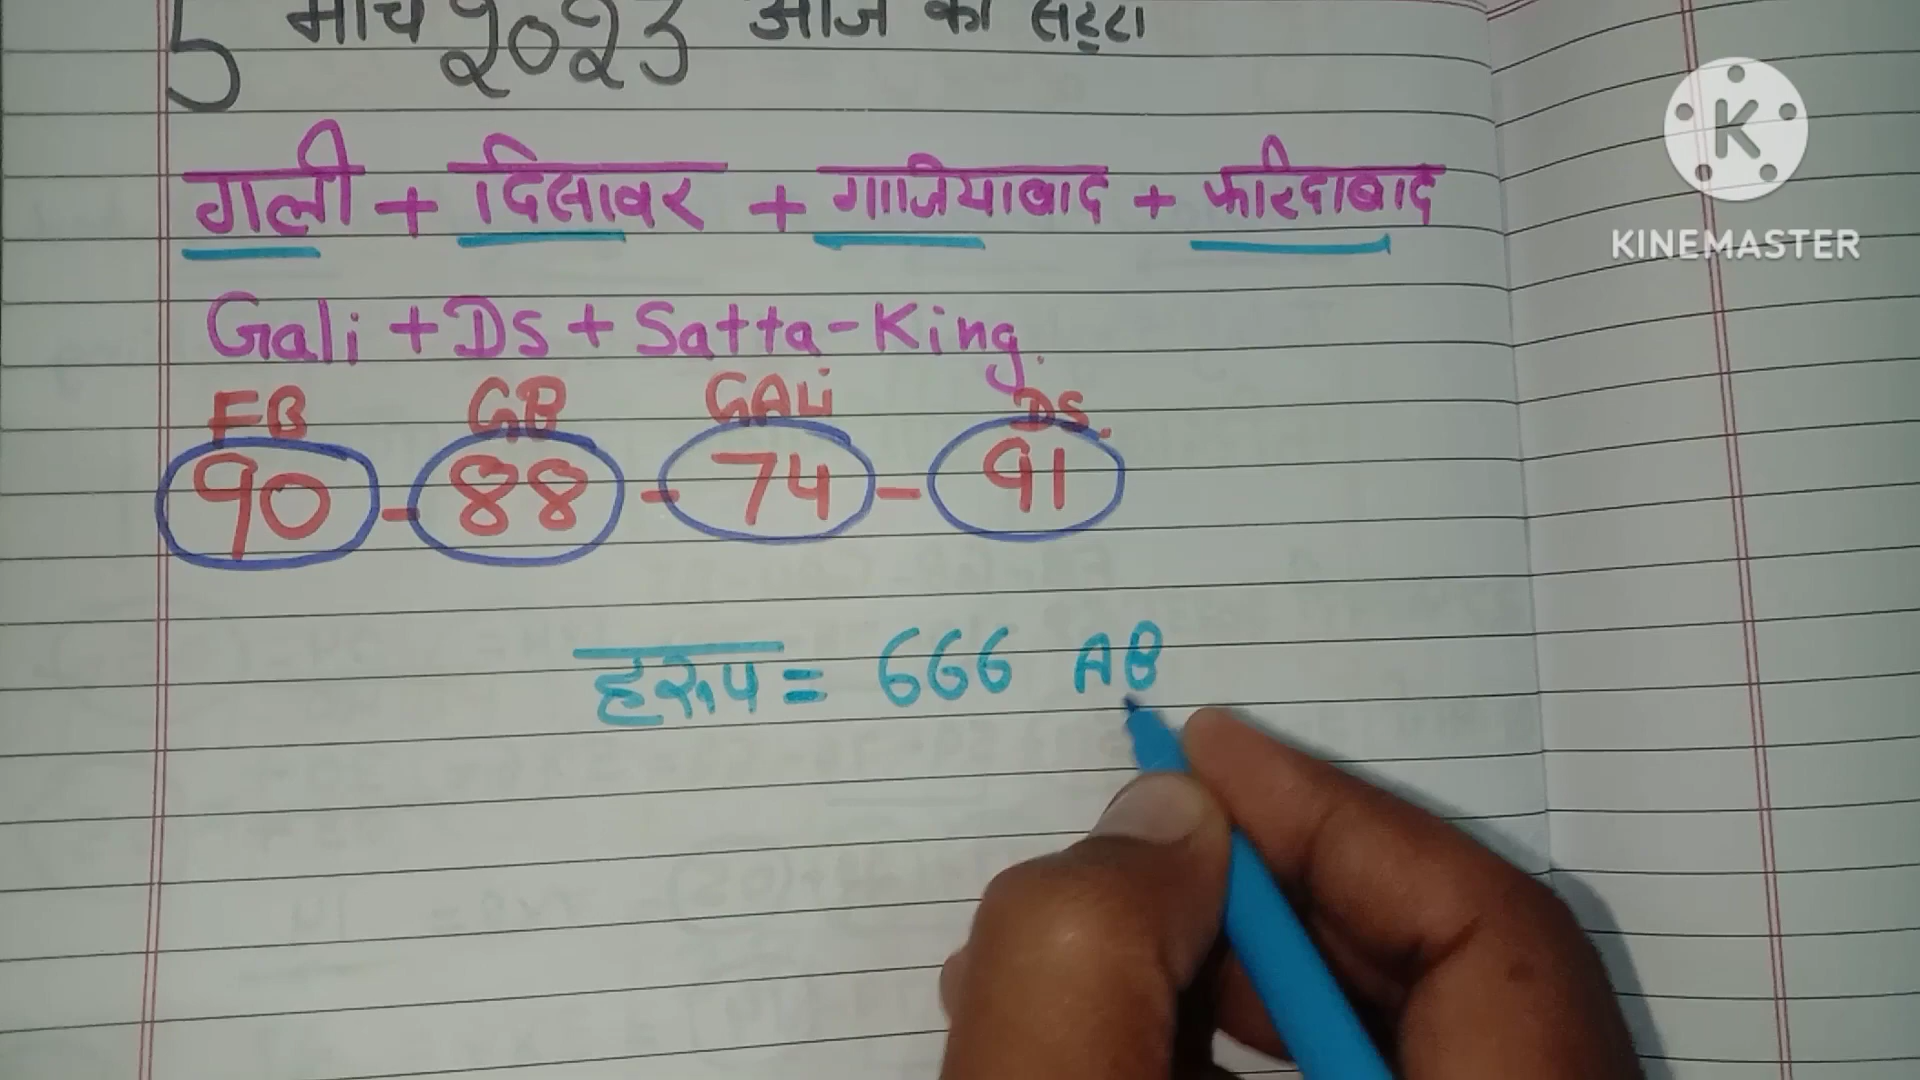 5 मार्च 2023 आज का सट्टा
गली + दिसावर + गाजियाबाद + फरिदाबाद
Gali + DS + Satta-King.
FB GB GALI DS.
90 - 88 - 74 - 91
हरूप = 666 AB
KINEMASTER